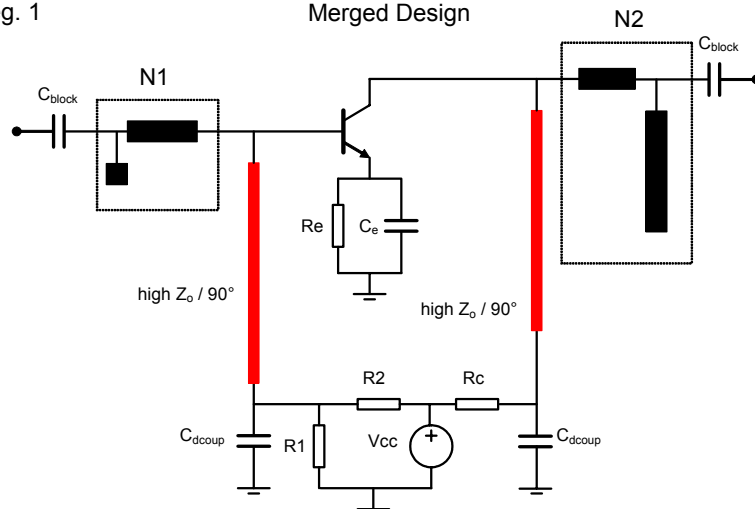 g. 1
Merged Design
N2
Cblock
N1
Cblock
Re
Ce
high Zo / 90°
high Zo / 90°
R2
Rc
Cdcoup
R1
Vcc
+
Cdcoup